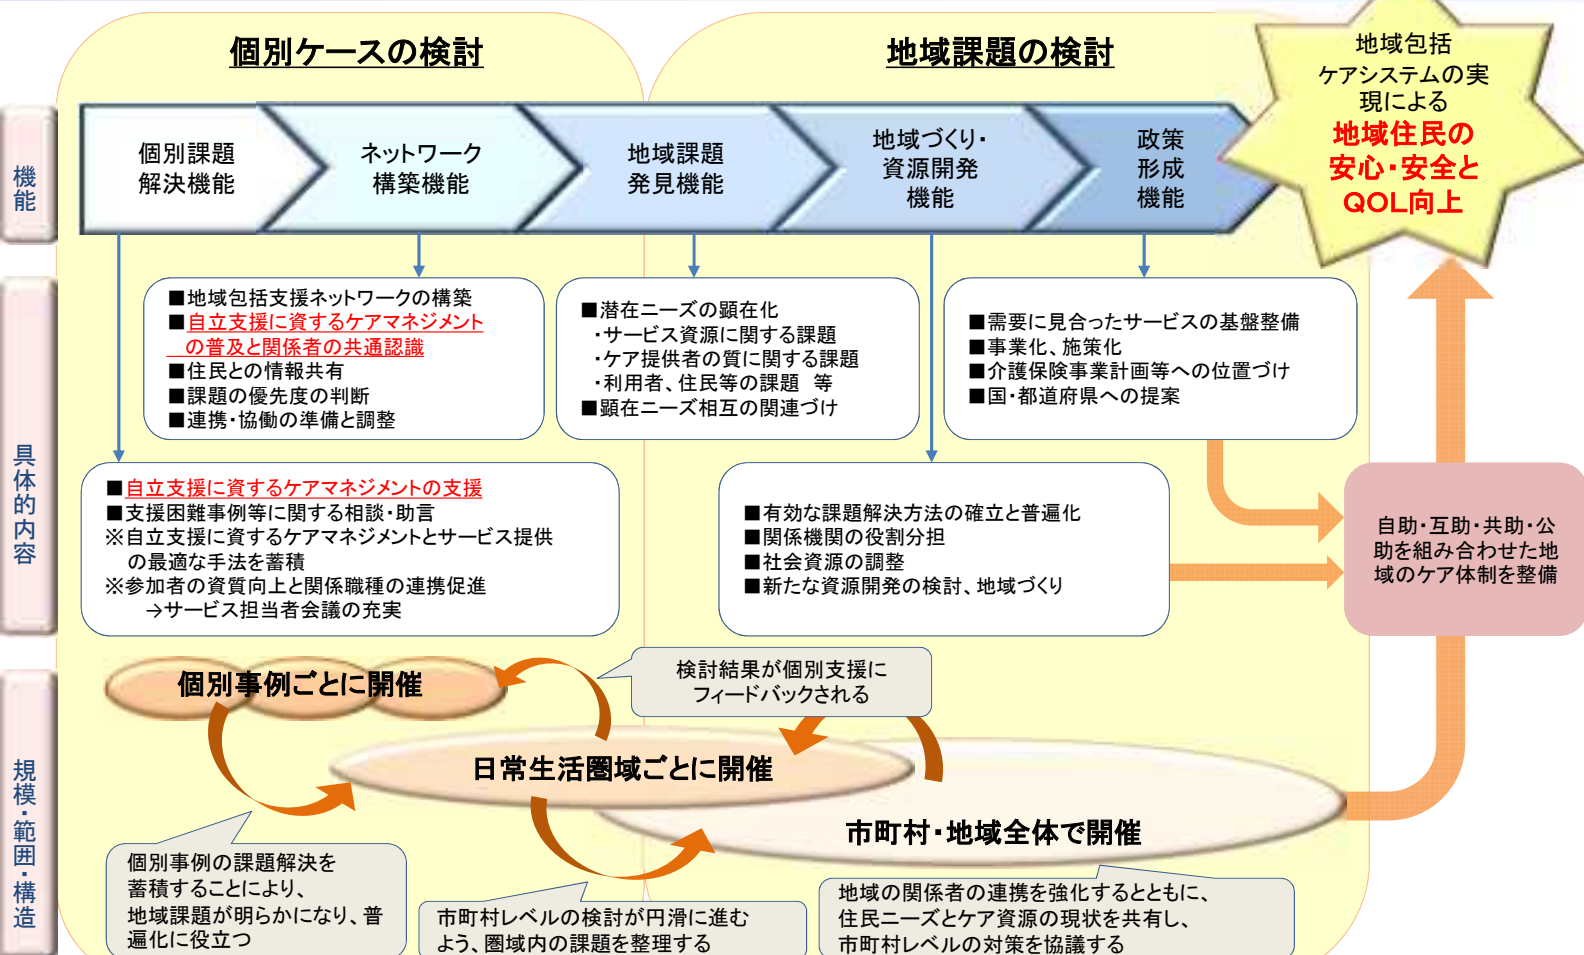 個別ケースの検討
地域課題の検討
地域包括
ケアシステムの実
現による
地域住民の
安心・安全と
QOL向上
機能
個別課題
解決機能
ネットワーク
構築機能
地域課題
発見機能
地域づくり・
資源開発
機能
政策
形成
機能
具体的内容
■地域包括支援ネットワークの構築
■自立支援に資するケアマネジメント
の普及と関係者の共通認識
■住民との情報共有
■課題の優先度の判断
■連携・協働の準備と調整
■潜在ニーズの顕在化
・サービス資源に関する課題
・ケア提供者の質に関する課題
・利用者、住民等の課題 等
■顕在ニーズ相互の関連づけ
■需要に見合ったサービスの基盤整備
■事業化、施策化
■介護保険事業計画等への位置づけ
■国・都道府県への提案
■自立支援に資するケアマネジメントの支援
■支援困難事例等に関する相談・助言
※自立支援に資するケアマネジメントとサービス提供
の最適な手法を蓄積
※参加者の資質向上と関係職種の連携促進
→サービス担当者会議の充実
■有効な課題解決方法の確立と普遍化
■関係機関の役割分担
■社会資源の調整
■新たな資源開発の検討、地域づくり
自助・互助・共助・公
助を組み合わせた地
域のケア体制を整備
規模・範囲・構造
個別事例ごとに開催
検討結果が個別支援に
フィードバックされる
日常生活圏域ごとに開催
市町村・地域全体で開催
個別事例の課題解決を
蓄積することにより、
地域課題が明らかになり、普
遍化に役立つ
市町村レベルの検討が円滑に進む
よう、圏域内の課題を整理する
地域の関係者の連携を強化するとともに、
住民ニーズとケア資源の現状を共有し、
市町村レベルの対策を協議する